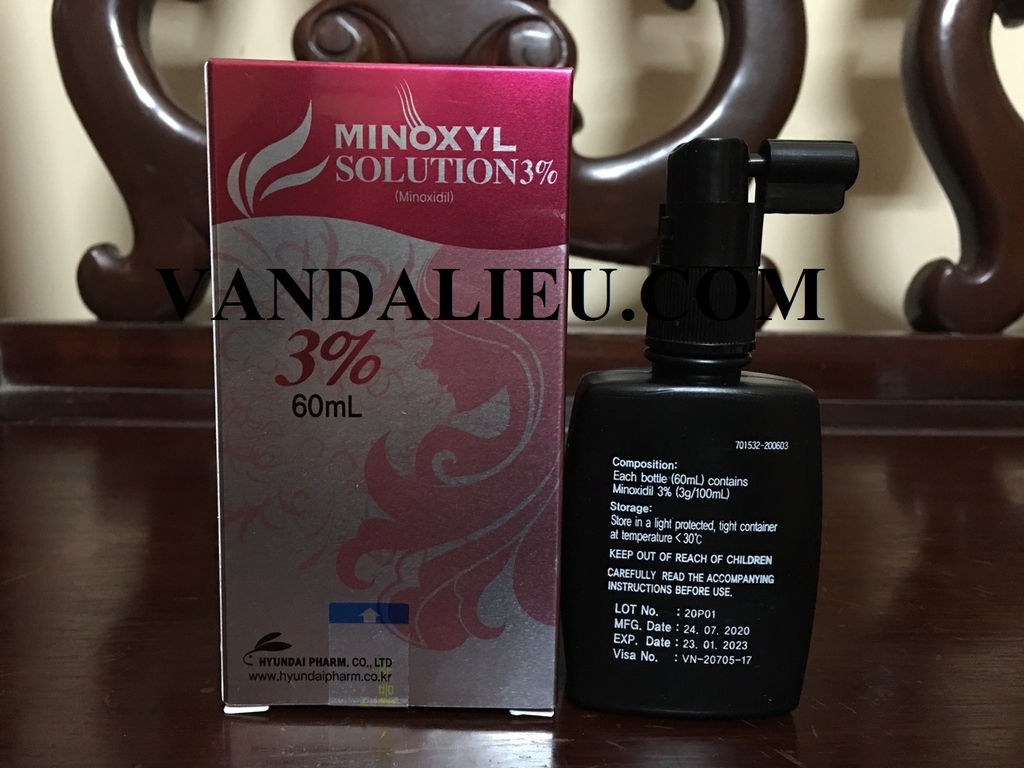 MINOXYL
SOLUTION 3%
(Minoxidil)
VANDALIEU.COM
3%
60mL
HYUNDAI PHARM. CO., LTD
www.hyundaipharm.co.kr
701532-200603
Composition:
Each bottle (60mL) contains
Minoxidil 3% (3g/100mL)
Storage:
Store in a light protected, tight container
at temperature < 30℃
KEEP OUT OF REACH OF CHILDREN
CAREFULLY READ THE ACCOMPANYING
INSTRUCTIONS BEFORE USE.
LOT No. : 20P01
MFG. Date : 24. 07. 2020
EXP. Date : 23. 01. 2023
Visa No. : VN-20705-17